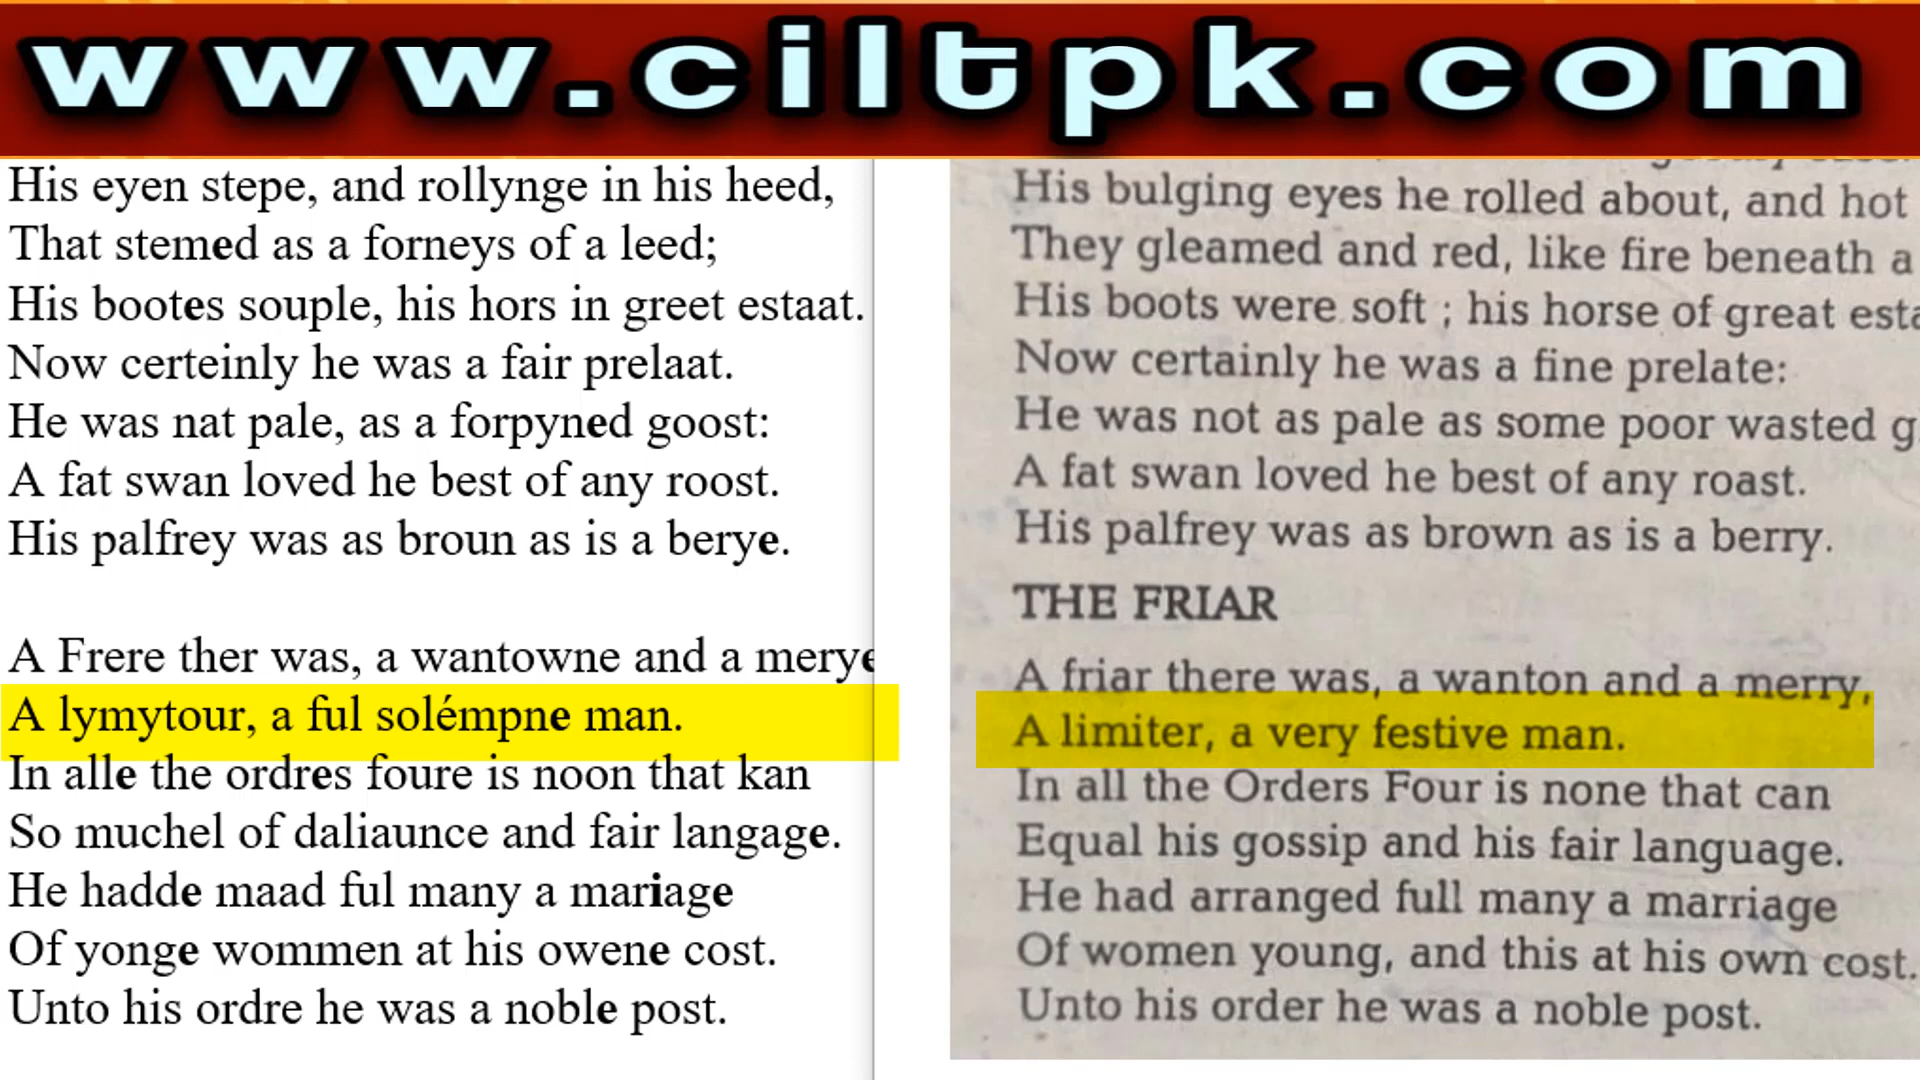 www.ciltpk.com
His eyen stepe, and rollynge in his heed,
That stemed as a forneys of a leed;
His bootes souple, his hors in greet estaat.
Now certeinly he was a fair prelaat.
He was nat pale, as a forpyned goost:
A fat swan loved he best of any roost.
His palfrey was as broun as is a berye.
A Frere ther was, a wantowne and a merye
A lymytour, a ful solémpne man.
In alle the ordres foure is noon that kan
So muchel of daliaunce and fair langage.
He hadde maad ful many a mariage
Of yonge wommen at his owene cost.
Unto his ordre he was a noble post.
His bulging eyes he rolled about, and hot
They gleamed and red, like fire beneath a
His boots were soft ; his horse of great esta
Now certainly he was a fine prelate:
He was not as pale as some poor wasted g
A fat swan loved he best of any roast.
His palfrey was as brown as is a berry.
THE FRIAR
A friar there was, a wanton and a merry,
A limiter, a very festive man.
In all the Orders Four is none that can
Equal his gossip and his fair language.
He had arranged full many a marriage
Of women young, and this at his own cost.
Unto his order he was a noble post.